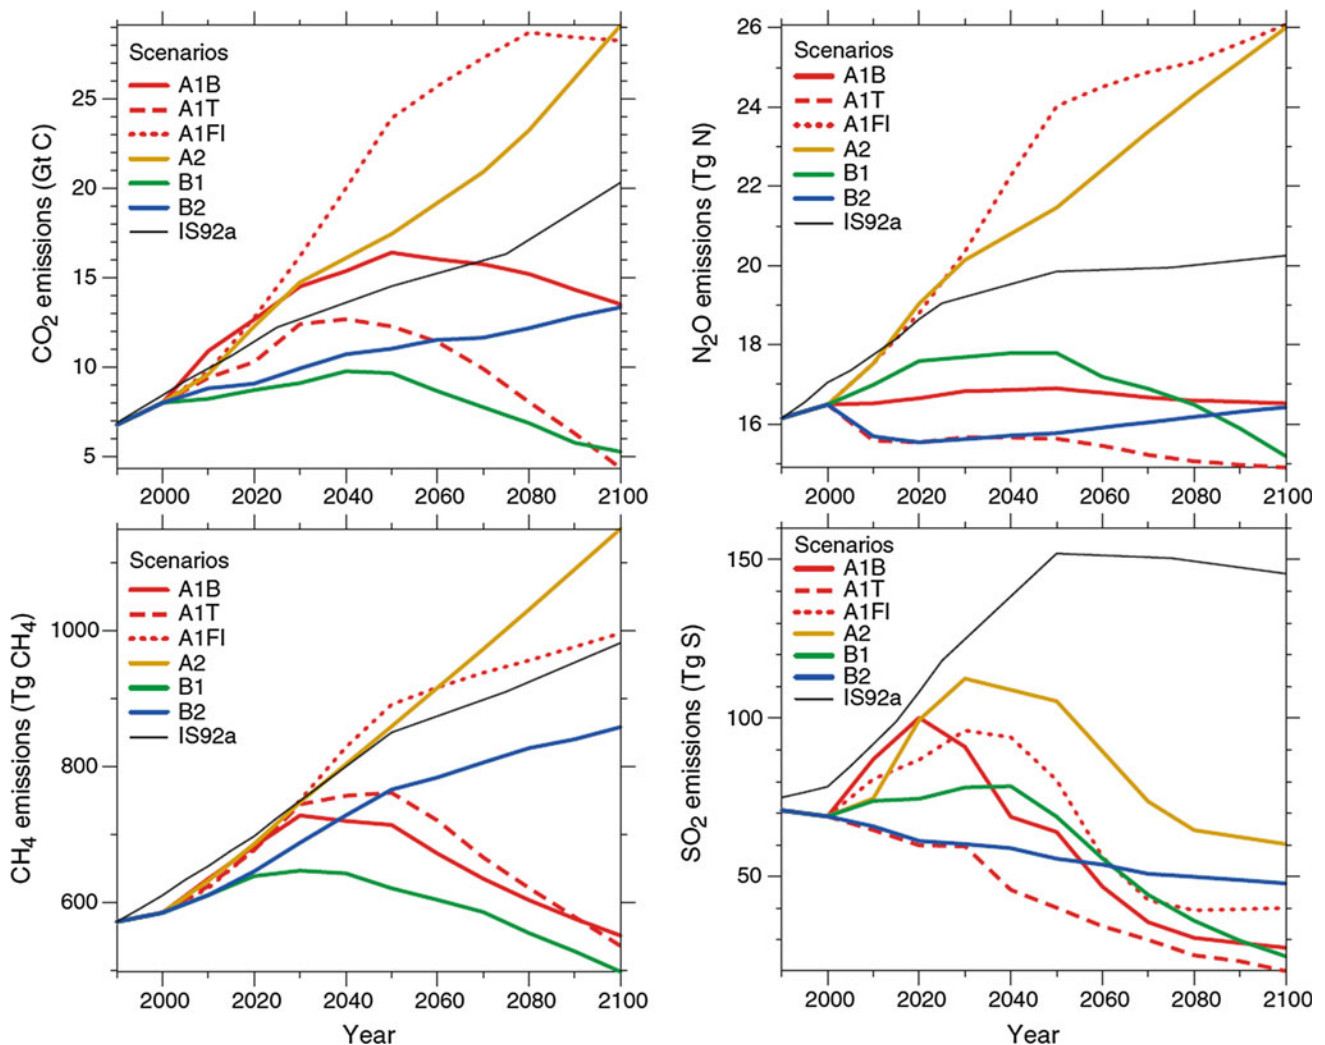 Scenarios
A1B
A1T
A1FI
A2
B1
B2
IS92a
CO2 emissions (Gt C)
25
20
15
10
5
2000 2020 2040 2060 2080 2100
Scenarios
A1B
A1T
A1FI
A2
B1
B2
IS92a
N2O emissions (Tg N)
26
24
22
20
18
16
2000 2020 2040 2060 2080 2100
Scenarios
A1B
A1T
A1FI
A2
B1
B2
IS92a
CH4 emissions (Tg CH4)
1000
800
600
2000 2020 2040 2060 2080 2100
Year
Scenarios
A1B
A1T
A1FI
A2
B1
B2
IS92a
SO2 emissions (Tg S)
150
100
50
2000 2020 2040 2060 2080 2100
Year